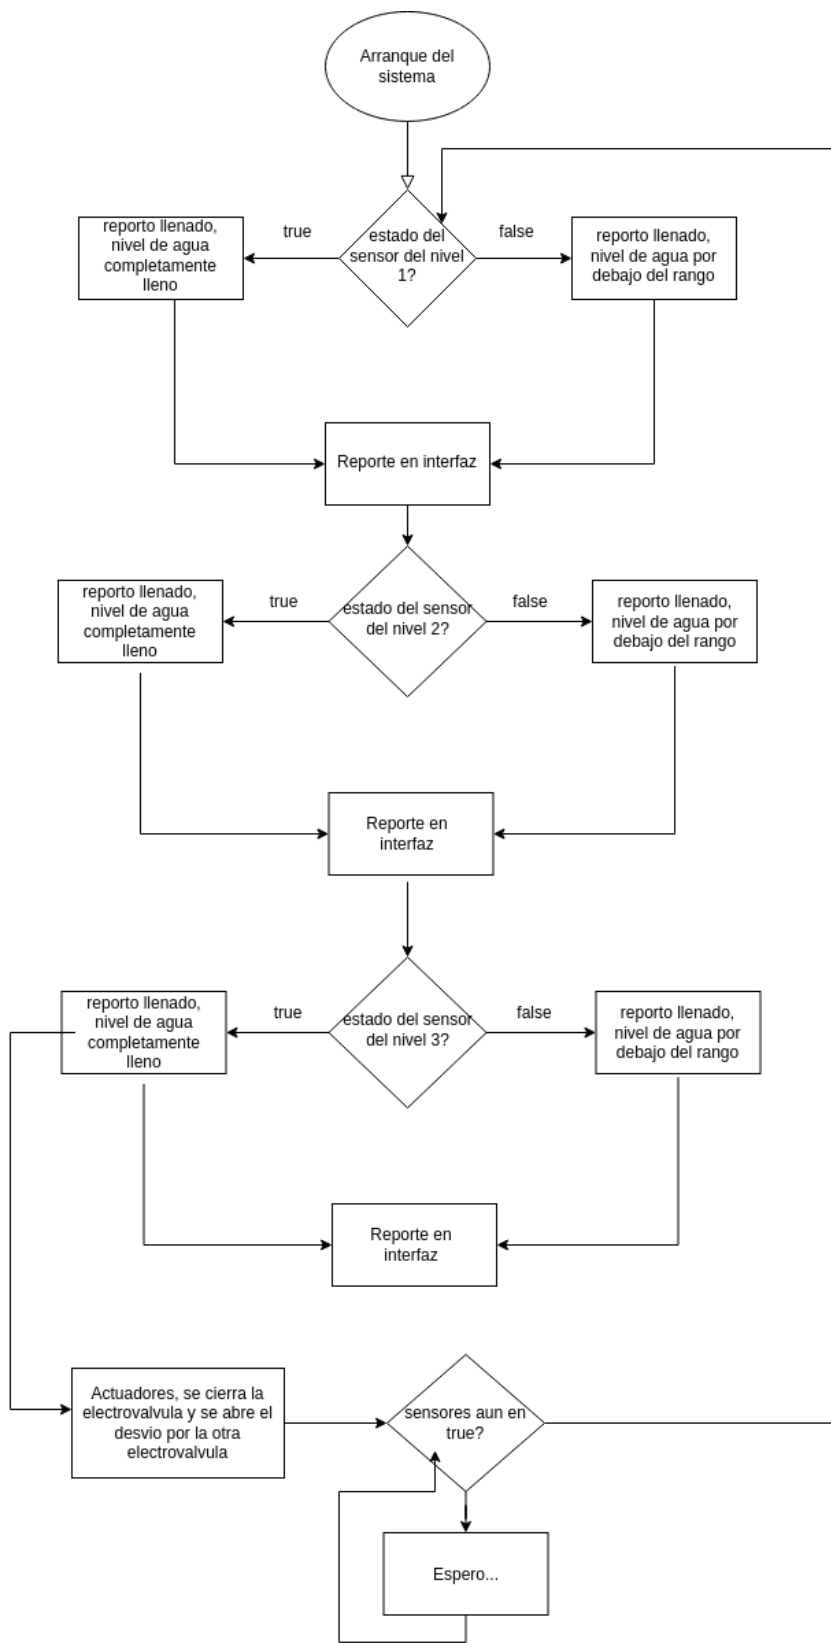 Arranque del
sistema
reporto llenado,
nivel de agua
completamente
lleno
true
estado del
sensor del nivel
1?
false
reporto llenado,
nivel de agua por
debajo del rango
Reporte en interfaz
reporto llenado,
nivel de agua
completamente
lleno
true
estado del sensor
del nivel 2?
false
reporto llenado,
nivel de agua por
debajo del rango
Reporte en
interfaz
reporto llenado,
nivel de agua
completamente
lleno
true
estado del sensor
del nivel 3?
false
reporto llenado,
nivel de agua por
debajo del rango
Reporte en
interfaz
Actuadores, se cierra la
electrovalvula y se abre el
desvio por la otra
electrovalvula
sensores aun en
true?
Espero...